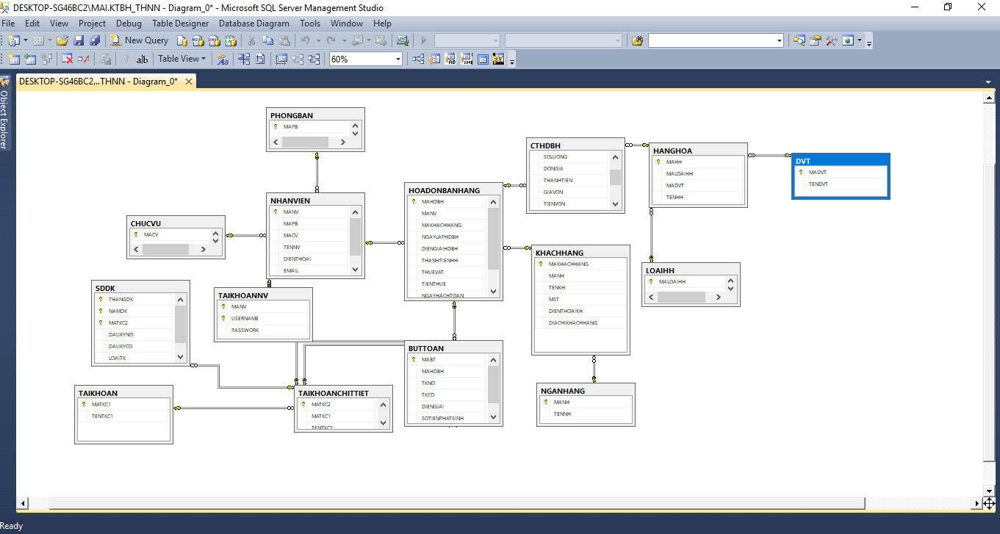 DESKTOP-SG46BC2\MAI.KTBH_THNN - Diagram_0* - Microsoft SQL Server Management Studio
File Edit View Project Debug Table Designer Database Diagram Tools Window Help
New Query
Table View
60%
DESKTOP-SG46BC2...THNN - Diagram_0*
Object Explorer
PHONGBAN
MAPB
NHANVIEN
MANV
MAPB
MACV
TENNV
DIENTHOAI
EMAIL
CHUCVU
MACV
SDDK
THANGDK
NAMDK
MATKC2
DAUKYNO
DAUKYCO
LOAITK
TAIKHOANNV
MANV
USERNAME
PASSWORK
TAIKHOAN
MATKC1
TENTKC1
TAIKHOANCHITTIET
MATKC2
MATKC1
TENTKC2
HOADONBANHANG
MAHDBH
MANV
MAKHACHHANG
NGAYLAPHDBH
DIENGIAIHDBH
THANHTIENHH
THUEVAT
TIENTHUE
NGAYHACHTOAN
BUTTOAN
MABT
MAHDBH
TKNO
TKCO
DIENGIAI
SOTIENPHATSINH
CTHDBH
SOLUONG
DONGIA
THANHTIEN
GIAVON
TIENVON
KHACHHANG
MAKHACHHANG
MANH
TENKH
MST
DIENTHOAIKH
DIACHIKHACHHANG
NGANHANG
MANH
TENNH
HANGHOA
MAHH
MALOAIHH
MADVT
TENHH
LOAIHH
MALOAIHH
DVT
MADVT
TENDVT
Ready